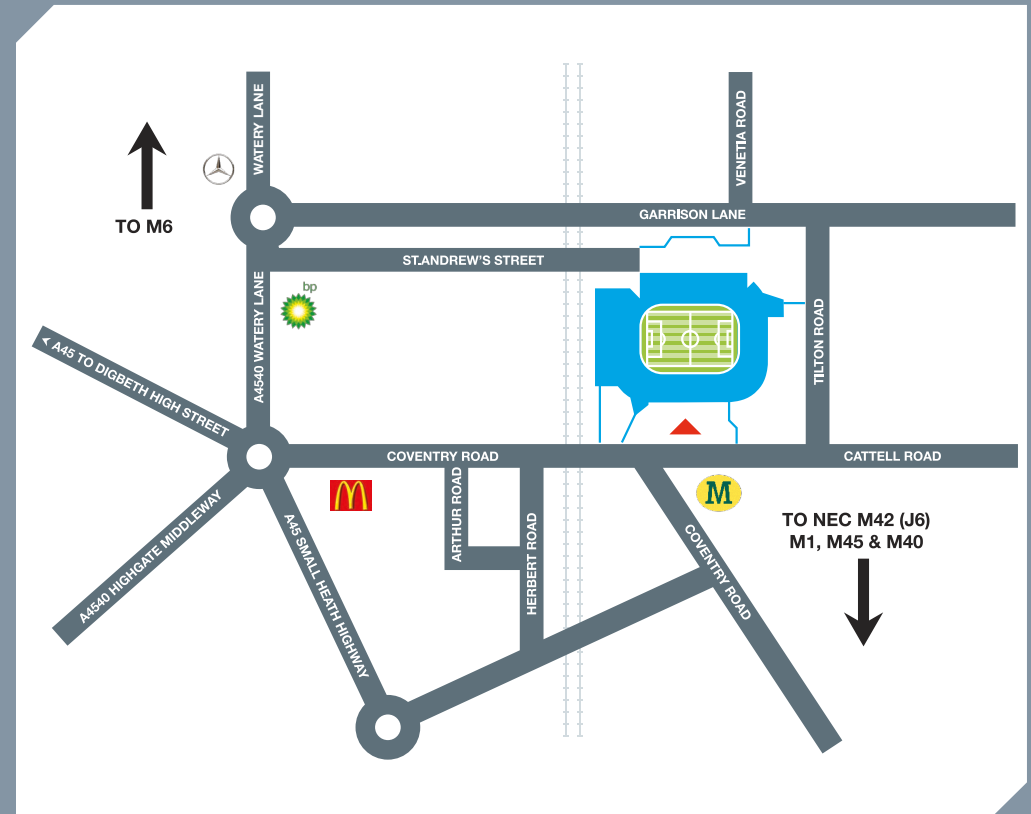 WATERY LANE
VENETIA ROAD
TO M6
GARRISON LANE
ST.ANDREW'S STREET
bp
A4540 WATERY LANE
TILTON ROAD
A45 TO DIGBETH HIGH STREET
COVENTRY ROAD
CATTELL ROAD
M
M
ARTHUR ROAD
HERBERT ROAD
A4540 HIGHGATE MIDDLEWAY
A45 SMALL HEATH HIGHWAY
COVENTRY ROAD
TO NEC M42 (J6)
M1, M45 & M40